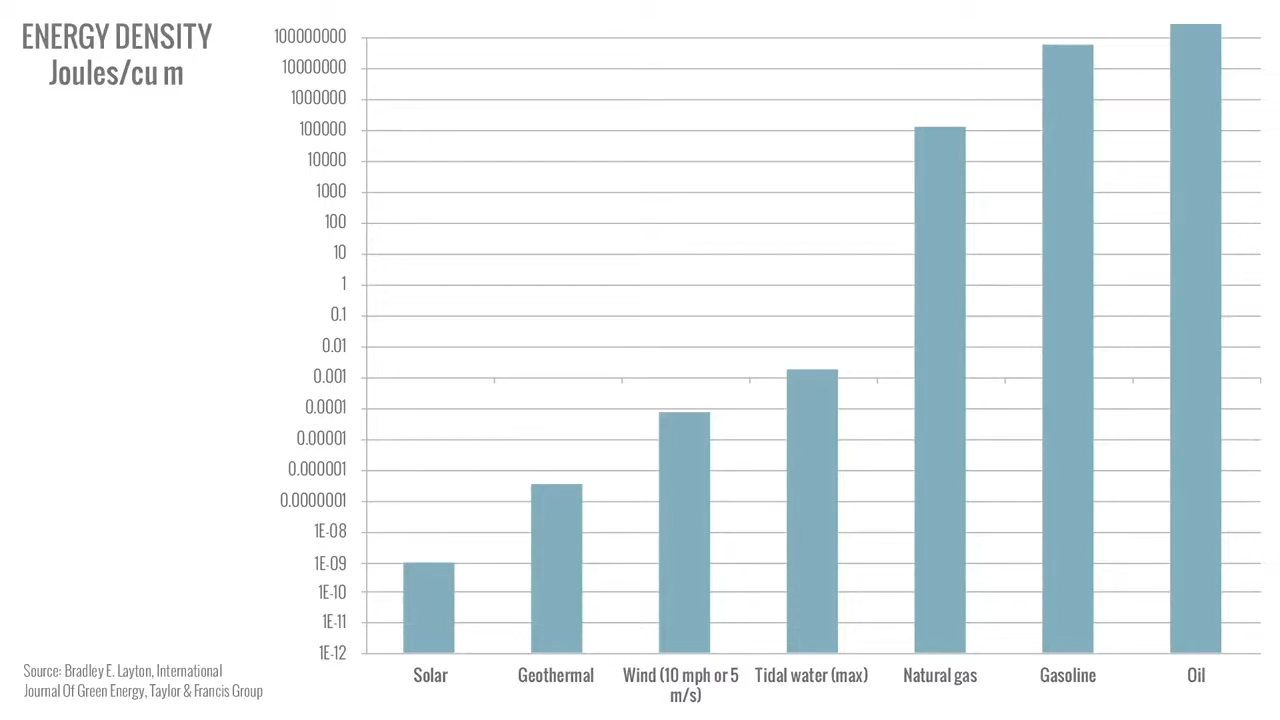 ENERGY DENSITY
Joules/cu m
100000000
10000000
1000000
100000
10000
1000
100
10
1
0.1
0.01
0.001
0.0001
0.00001
0.000001
0.0000001
1E-08
1E-09
1E-10
1E-11
1E-12
Solar
Geothermal
Wind (10 mph or 5
m/s)
Tidal water (max)
Natural gas
Gasoline
Oil
Source: Bradley E. Layton, International
Journal Of Green Energy, Taylor & Francis Group